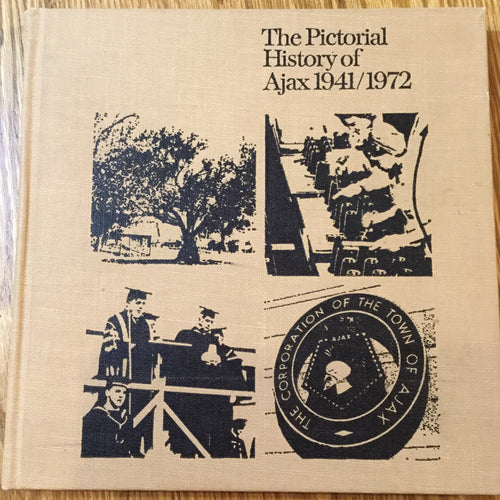 The Pictorial
History of
Ajax 1941/1972
THE CORPORATION OF THE TOWN OF AJAX
AJAX